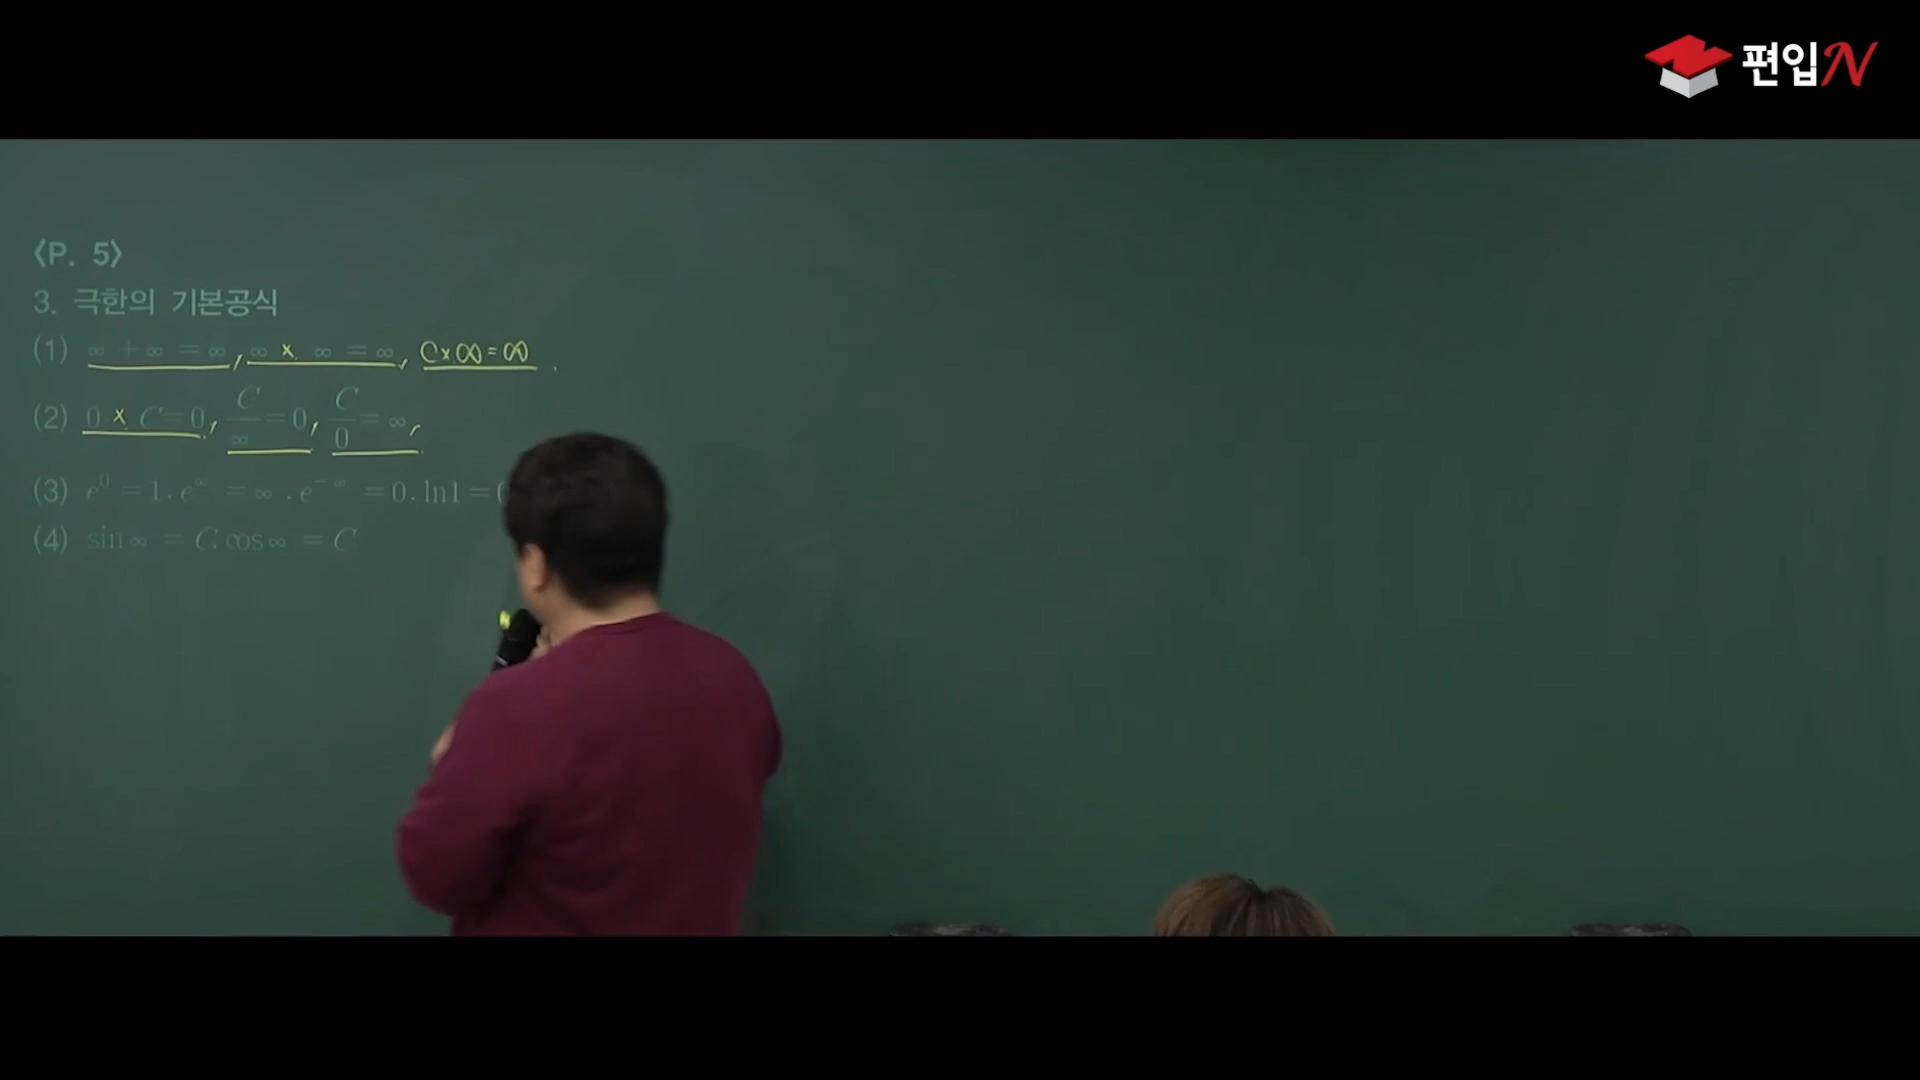 편입N
〈P. 5〉
3. 극한의 기본공식
(1) ∞ + ∞ = ∞, ∞ × ∞ = ∞, C×∞=∞.
(2) 0 × C=0, C/∞=0, C/0=∞,
(3) e^0 = 1. e^∞ = ∞ . e^-∞ = 0. ln1 =
(4) sin∞ = C. cos∞ = C